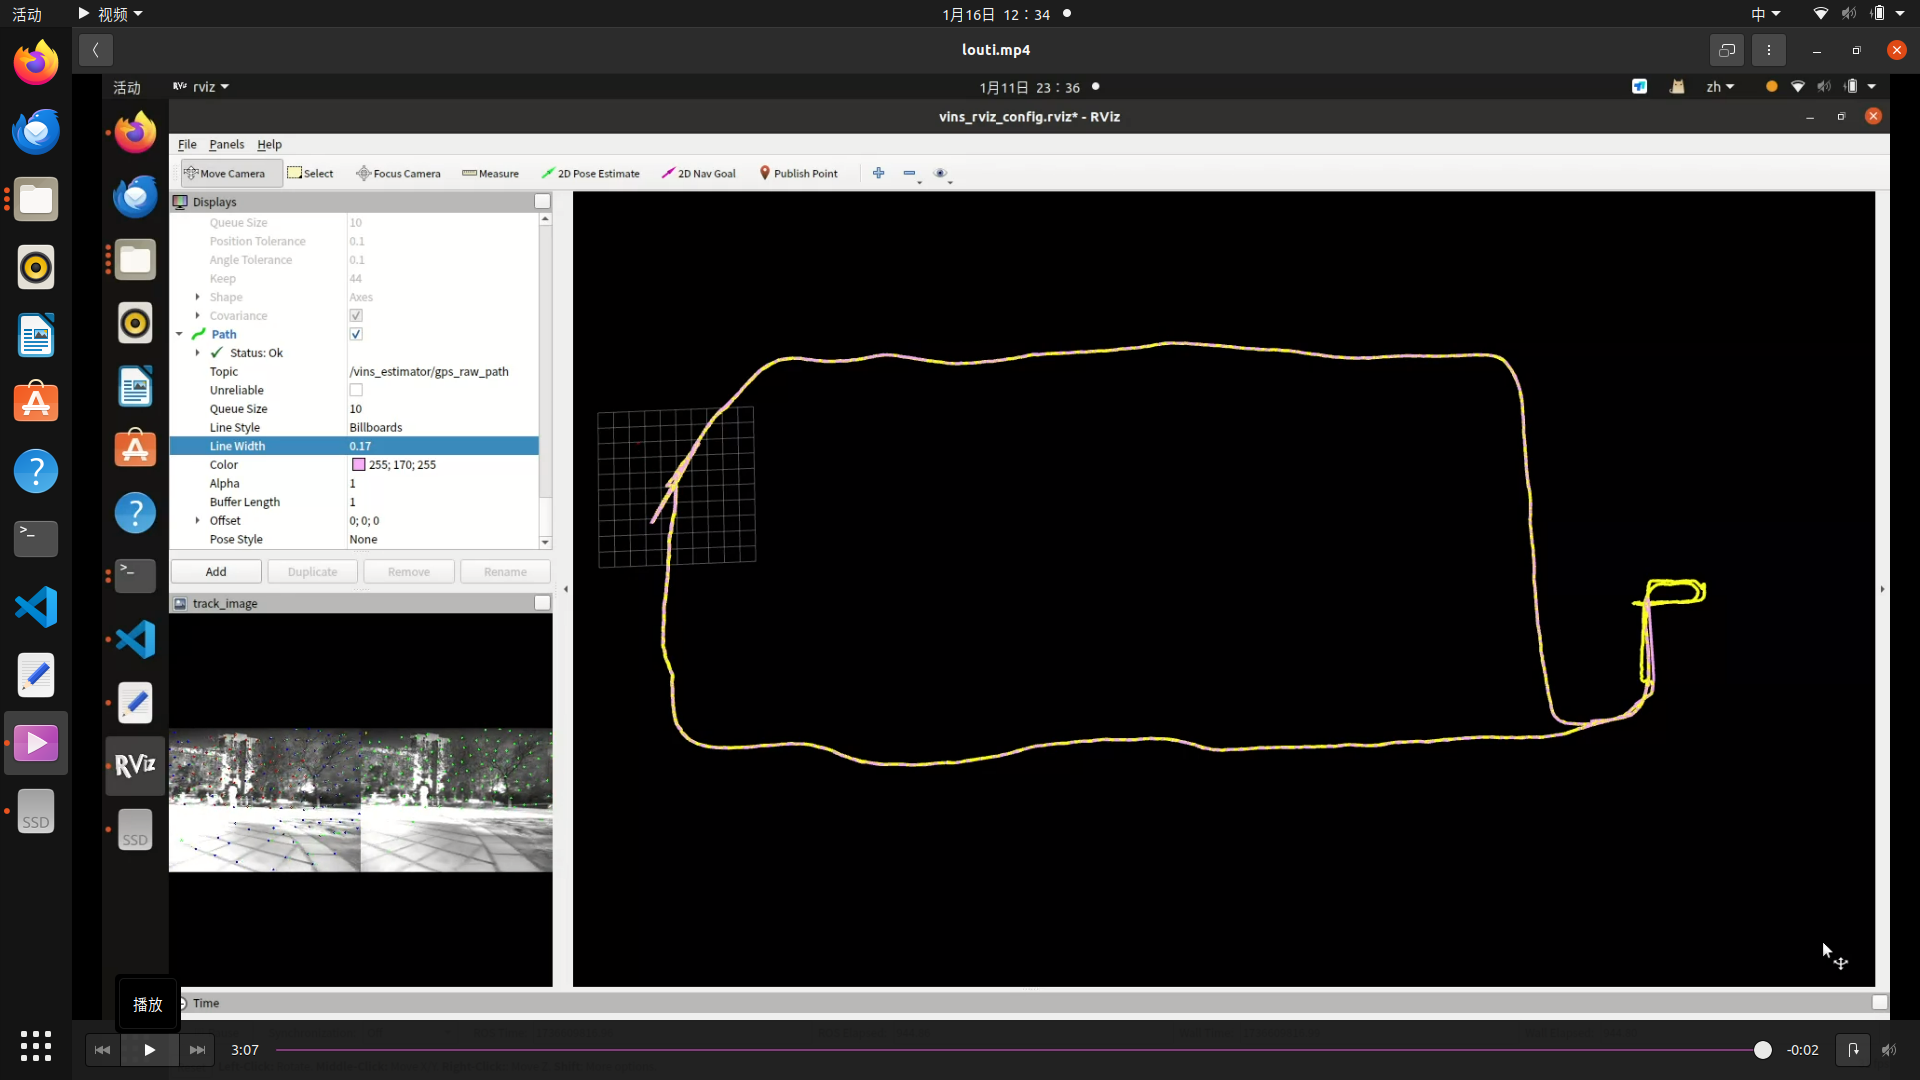 活动 视频 1月16日 12：34 中
louti.mp4
活动 RViz rviz 1月11日 23：36 zh
vins_rviz_config.rviz* - RViz
File Panels Help
Move Camera Select Focus Camera Measure 2D Pose Estimate 2D Nav Goal Publish Point
Displays
Queue Size 10
Position Tolerance 0.1
Angle Tolerance 0.1
Keep 44
Shape Axes
Covariance
Path
Status: Ok
Topic /vins_estimator/gps_raw_path
Unreliable
Queue Size 10
Line Style Billboards
Line Width 0.17
Color 255; 170; 255
Alpha 1
Buffer Length 1
Offset 0; 0; 0
Pose Style None
Add Duplicate Remove Rename
track_image
RViz
SSD
SSD
播放
Time
3:07 -0:02